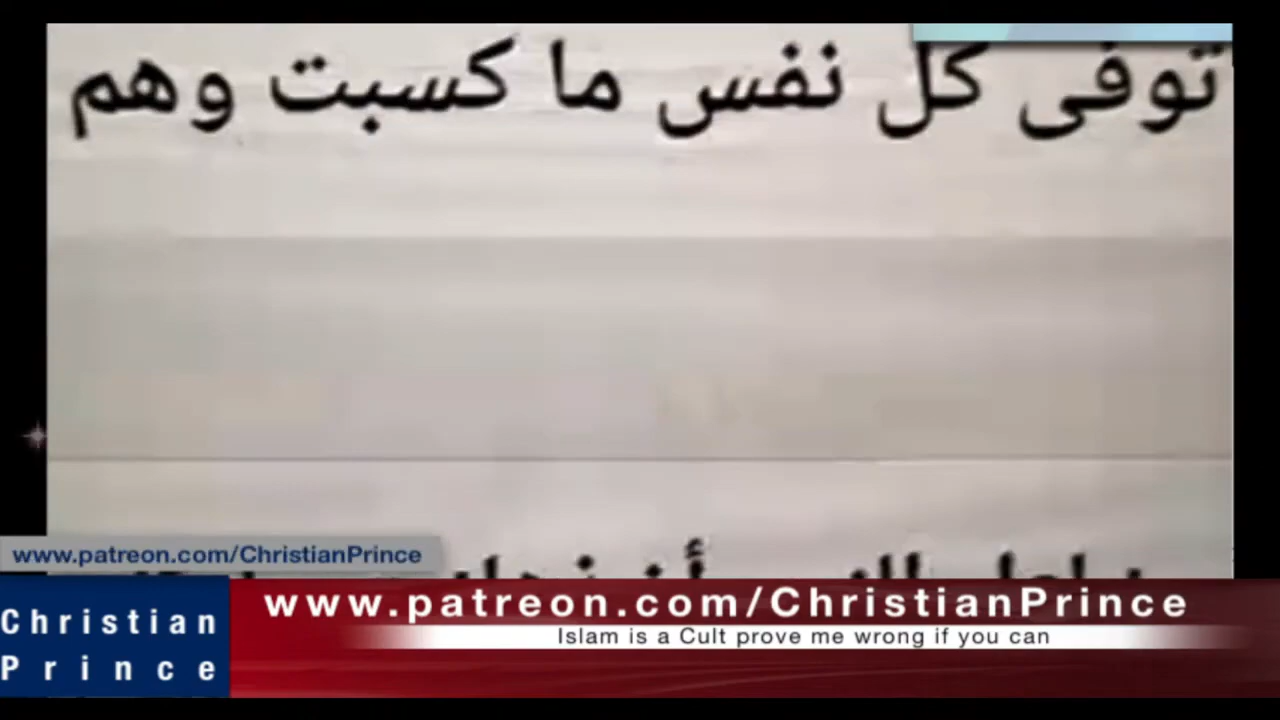 توفى كل نفس ما كسبت وهم
www.patreon.com/ChristianPrince
Christian
Prince
www.patreon.com/ChristianPrince
Islam is a Cult prove me wrong if you can